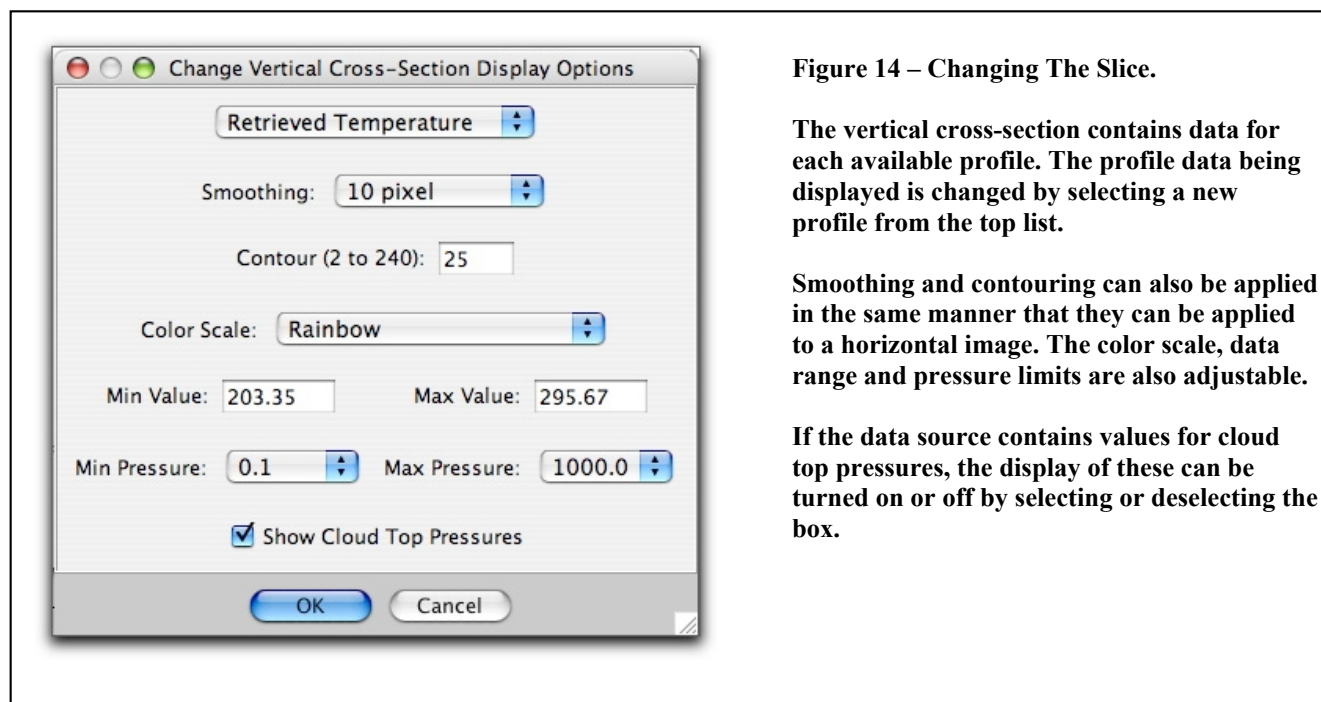 Change Vertical Cross-Section Display Options
Retrieved Temperature
Smoothing: 10 pixel
Contour (2 to 240): 25
Color Scale: Rainbow
Min Value: 203.35 Max Value: 295.67
Min Pressure: 0.1 Max Pressure: 1000.0
Show Cloud Top Pressures
OK Cancel
Figure 14 – Changing The Slice.
The vertical cross-section contains data for
each available profile. The profile data being
displayed is changed by selecting a new
profile from the top list.
Smoothing and contouring can also be applied
in the same manner that they can be applied
to a horizontal image. The color scale, data
range and pressure limits are also adjustable.
If the data source contains values for cloud
top pressures, the display of these can be
turned on or off by selecting or deselecting the
box.